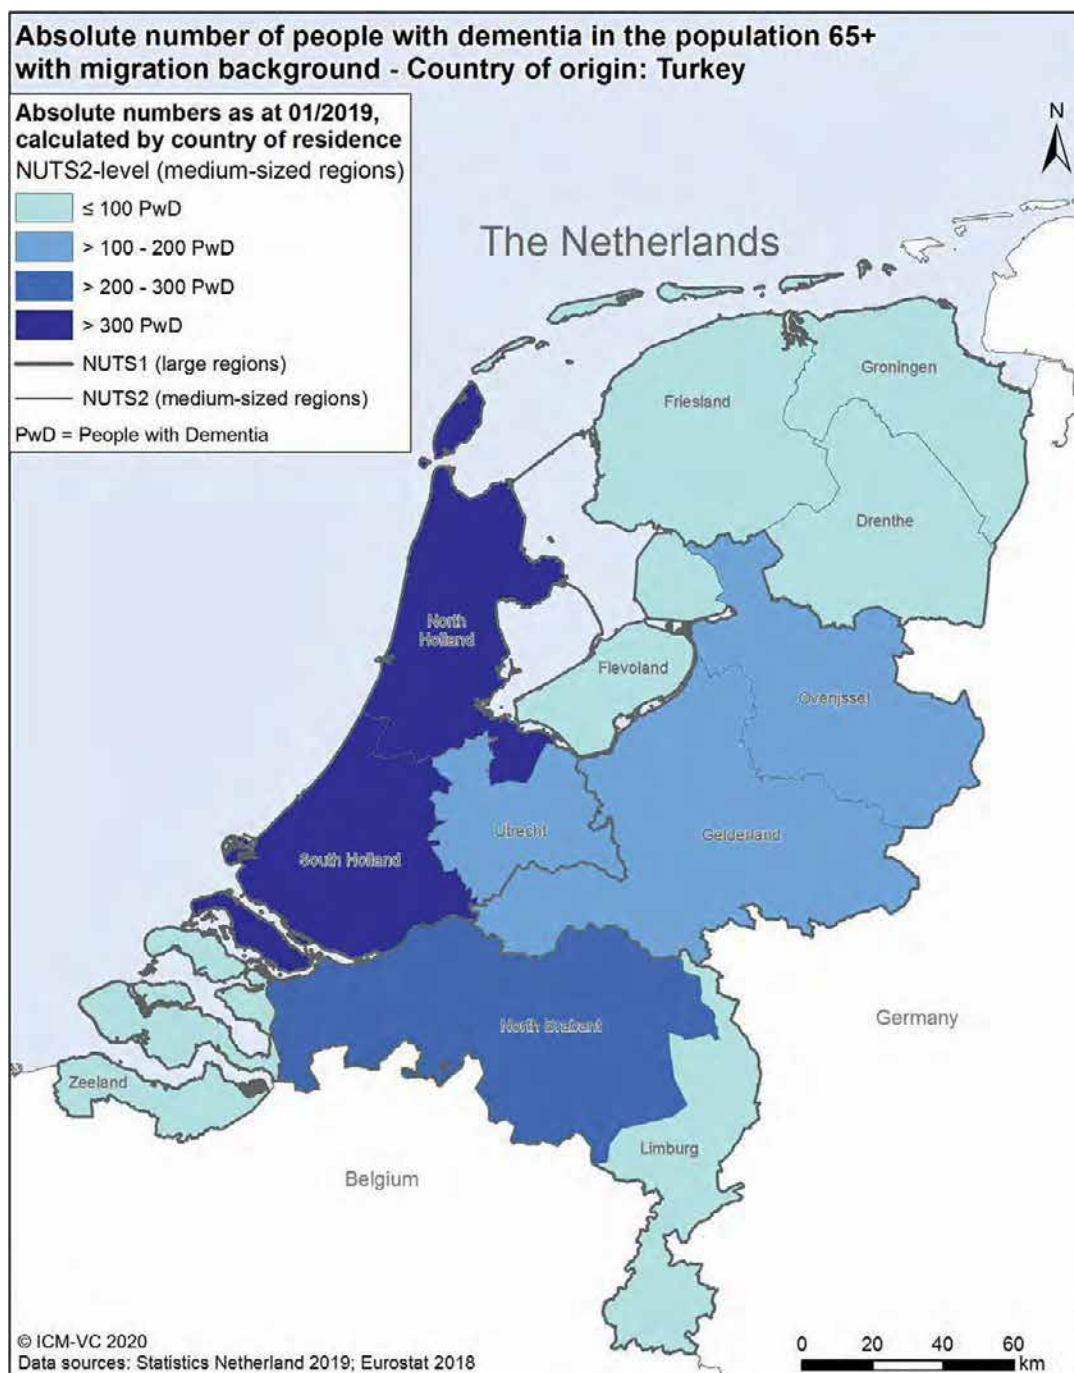 Absolute number of people with dementia in the population 65+
with migration background - Country of origin: Turkey
Absolute numbers as at 01/2019,
calculated by country of residence
NUTS2-level (medium-sized regions)
≤ 100 PwD
> 100 - 200 PwD
> 200 - 300 PwD
> 300 PwD
NUTS1 (large regions)
NUTS2 (medium-sized regions)
PwD = People with Dementia
N
The Netherlands
Groningen
Friesland
Drenthe
North
Holland
Flevoland
Overijssel
Utrecht
Gelderland
South Holland
North Brabant
Germany
Zeeland
Limburg
Belgium
© ICM-VC 2020
Data sources: Statistics Netherland 2019; Eurostat 2018
0 20 40 60
km